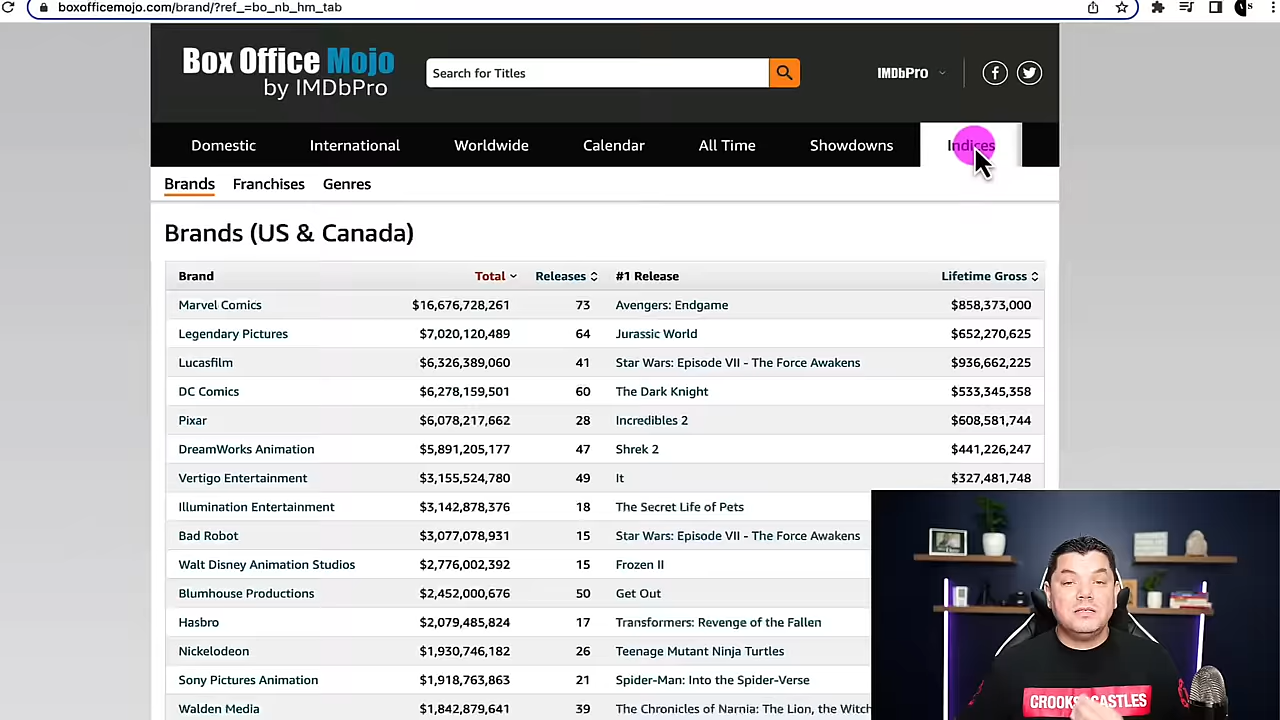 boxofficemojo.com/brand/?ref_=bo_nb_hm_tab
Box Office Mojo
by IMDbPro
Search for Titles
IMDbPro
Domestic International Worldwide Calendar All Time Showdowns Indices
Brands Franchises Genres
Brands (US & Canada)
Brand Total Releases #1 Release Lifetime Gross
Marvel Comics $16,676,728,261 73 Avengers: Endgame $858,373,000
Legendary Pictures $7,020,120,489 64 Jurassic World $652,270,625
Lucasfilm $6,326,389,060 41 Star Wars: Episode VII - The Force Awakens $936,662,225
DC Comics $6,278,159,501 60 The Dark Knight $533,345,358
Pixar $6,078,217,662 28 Incredibles 2 $608,581,744
DreamWorks Animation $5,891,205,177 47 Shrek 2 $441,226,247
Vertigo Entertainment $3,155,524,780 49 It $327,481,748
Illumination Entertainment $3,142,878,376 18 The Secret Life of Pets
Bad Robot $3,077,078,931 15 Star Wars: Episode VII - The Force Awakens
Walt Disney Animation Studios $2,776,002,392 15 Frozen II
Blumhouse Productions $2,452,000,676 50 Get Out
Hasbro $2,079,485,824 17 Transformers: Revenge of the Fallen
Nickelodeon $1,930,746,182 26 Teenage Mutant Ninja Turtles
Sony Pictures Animation $1,918,763,863 21 Spider-Man: Into the Spider-Verse
Walden Media $1,842,879,641 39 The Chronicles of Narnia: The Lion, the Witch
CROOKS CASTLES